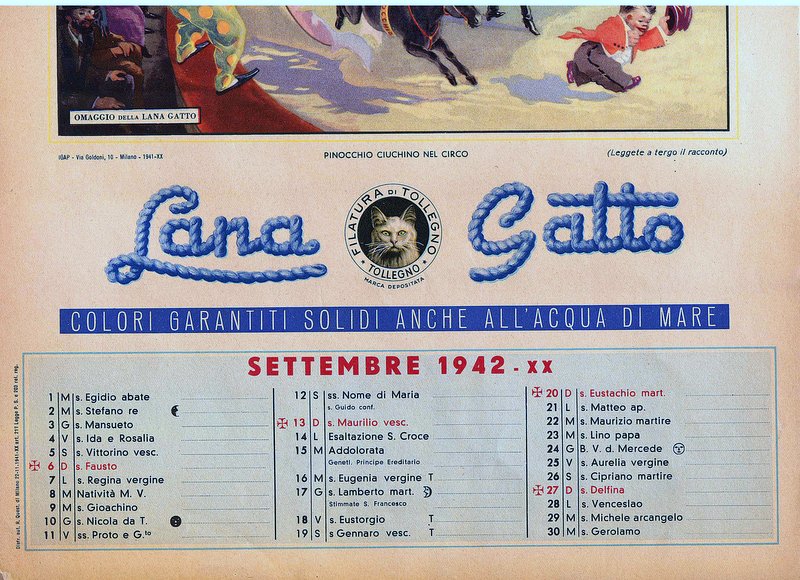 OMAGGIO DELLA LANA GATTO
IGAP - Via Goldoni, 10 - Milano - 1941-XX
PINOCCHIO CIUCHINO NEL CIRCO
(Leggete a tergo il racconto)
Lana Gatto
FILATURA DI TOLLEGNO
TOLLEGNO
MARCA DEPOSITATA
COLORI GARANTITI SOLIDI ANCHE ALL'ACQUA DI MARE
SETTEMBRE 1942 - XX
1 M s. Egidio abate
2 M s. Stefano re
3 G s. Mansueto
4 V s. Ida e Rosalia
5 S s. Vittorino vesc.
6 D s. Fausto
7 L s. Regina vergine
8 M Natività M. V.
9 M s. Gioachino
10 G s. Nicola da T.
11 V ss. Proto e G.to
12 S ss. Nome di Maria
s. Guido conf.
13 D s. Maurilio vesc.
14 L Esaltazione S. Croce
15 M Addolorata
Genetl. Principe Ereditario
16 M s. Eugenia vergine T
17 G s. Lamberto mart.
Stimmate S. Francesco
18 V s. Eustorgio T
19 S s Gennaro vesc. T
20 D s. Eustachio mart.
21 L s. Matteo ap.
22 M s. Maurizio martire
23 M s. Lino papa
24 G B. V. d. Mercede
25 V s. Aurelia vergine
26 S s. Cipriano martire
27 D s. Delfina
28 L s. Venceslao
29 M s. Michele arcangelo
30 M s. Gerolamo